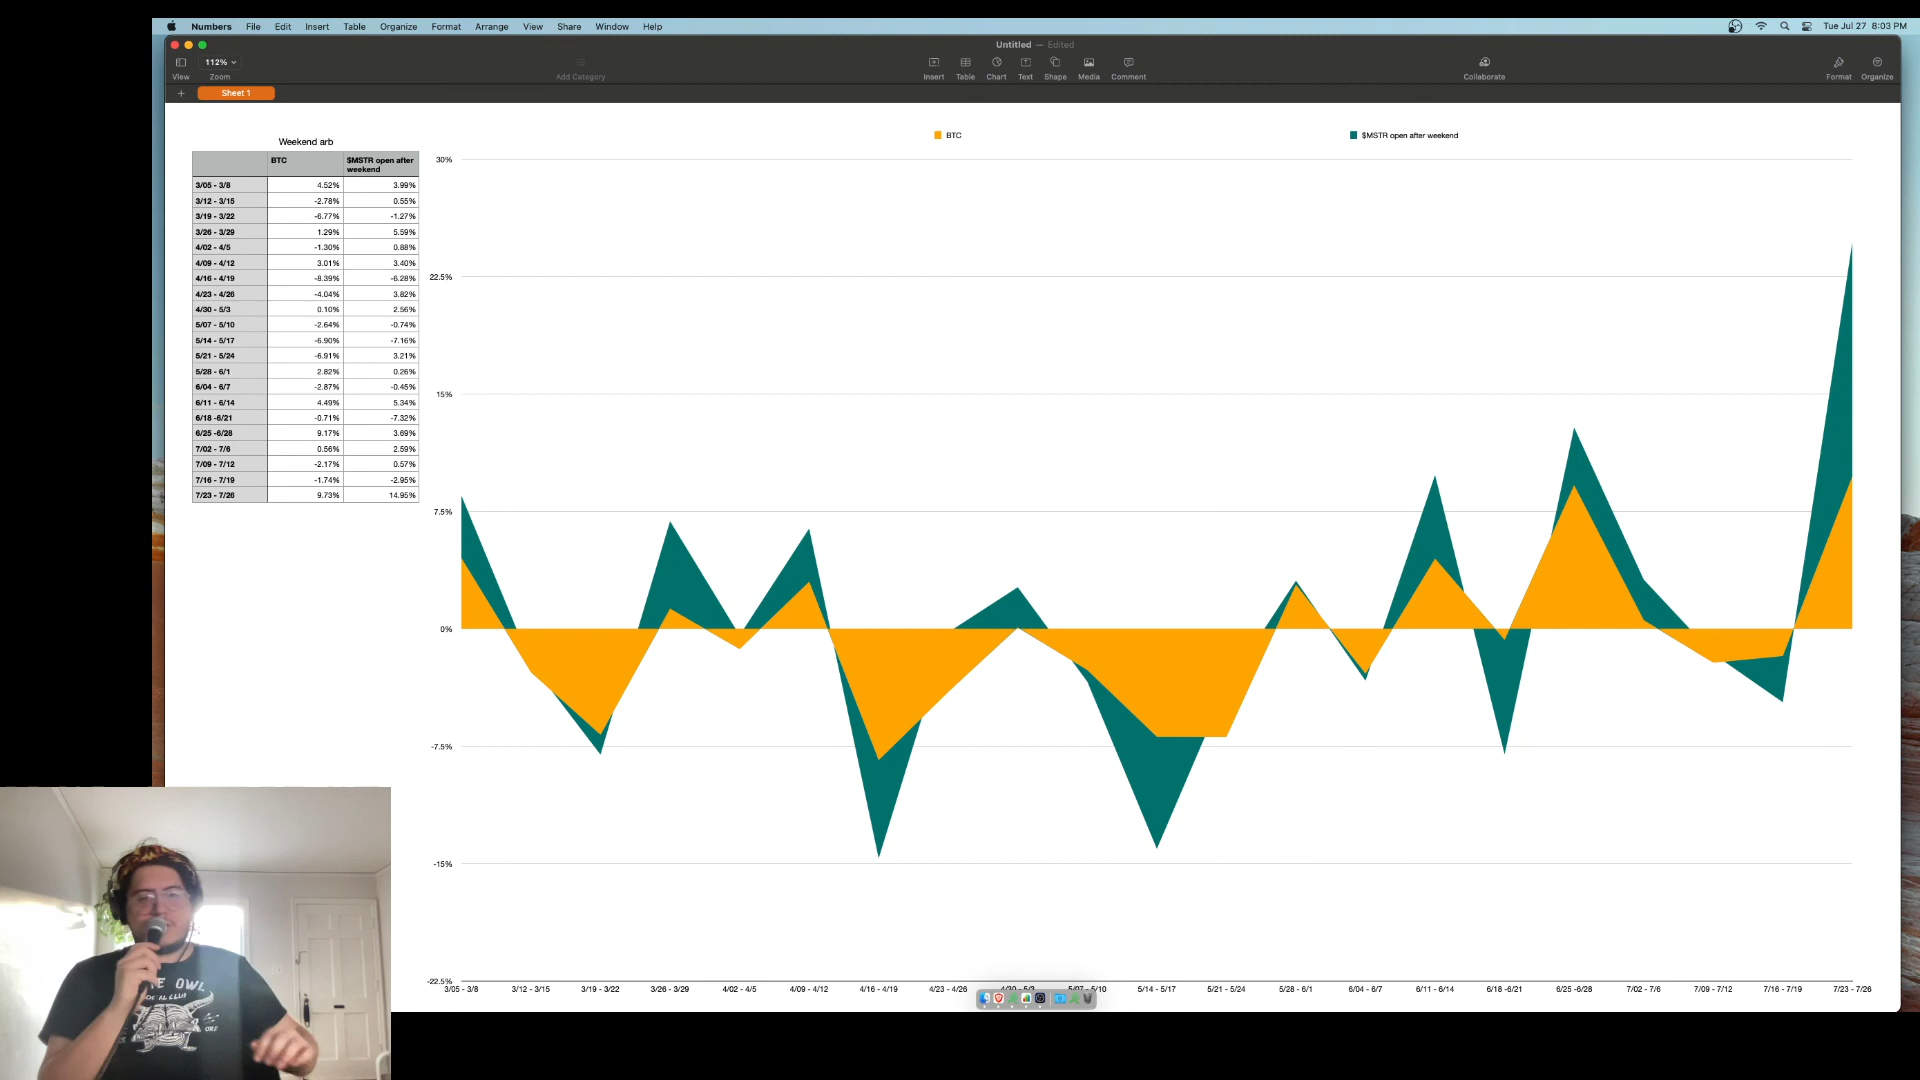 Numbers File Edit Insert Table Organize Format Arrange View Share Window Help Tue Jul 27 8:03 PM
Untitled — Edited
112%
View Zoom Add Category Insert Table Chart Text Shape Media Comment Collaborate Format Organize
+ Sheet 1
Weekend arb
BTC $MSTR open after weekend
BTC $MSTR open after
weekend
3/05 - 3/8 4.52% 3.99%
3/12 - 3/15 -2.78% 0.55%
3/19 - 3/22 -6.77% -1.27%
3/26 - 3/29 1.29% 5.59%
4/02 - 4/5 -1.30% 0.88%
4/09 - 4/12 3.01% 3.40%
4/16 - 4/19 -8.39% -6.28%
4/23 - 4/26 -4.04% 3.82%
4/30 - 5/3 0.10% 2.56%
5/07 - 5/10 -2.64% -0.74%
5/14 - 5/17 -6.90% -7.16%
5/21 - 5/24 -6.91% 3.21%
5/28 - 6/1 2.82% 0.26%
6/04 - 6/7 -2.87% -0.45%
6/11 - 6/14 4.49% 5.34%
6/18 -6/21 -0.71% -7.32%
6/25 -6/28 9.17% 3.69%
7/02 - 7/6 0.56% 2.59%
7/09 - 7/12 -2.17% 0.57%
7/16 - 7/19 -1.74% -2.95%
7/23 - 7/26 9.73% 14.95%
30%
22.5%
15%
7.5%
0%
-7.5%
-15%
-22.5%
3/05 - 3/8 3/12 - 3/15 3/19 - 3/22 3/26 - 3/29 4/02 - 4/5 4/09 - 4/12 4/16 - 4/19 4/23 - 4/26 4/30 - 5/3 5/07 - 5/10 5/14 - 5/17 5/21 - 5/24 5/28 - 6/1 6/04 - 6/7 6/11 - 6/14 6/18 -6/21 6/25 -6/28 7/02 - 7/6 7/09 - 7/12 7/16 - 7/19 7/23 - 7/26
OWL